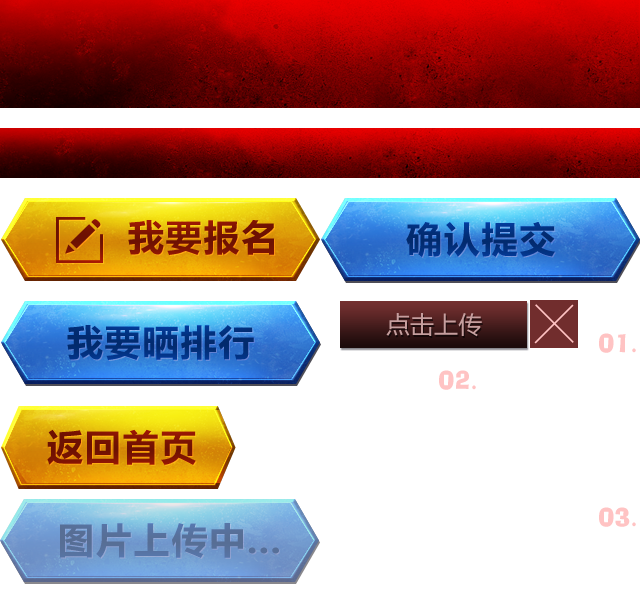 我要报名
确认提交
我要晒排行
点击上传
01.
02.
返回首页
03.
图片上传中...